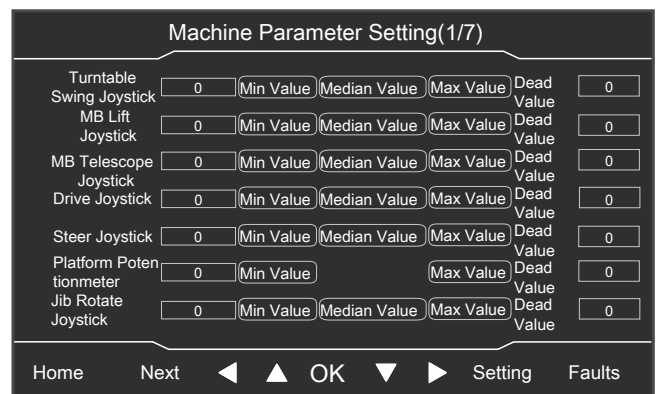 Machine Parameter Setting(1/7)
Turntable
Swing Joystick 0 Min Value Median Value Max Value Dead
Value 0
MB Lift
Joystick 0 Min Value Median Value Max Value Dead
Value 0
MB Telescope
Joystick 0 Min Value Median Value Max Value Dead
Value 0
Drive Joystick 0 Min Value Median Value Max Value Dead
Value 0
Steer Joystick 0 Min Value Median Value Max Value Dead
Value 0
Platform Poten
tionmeter 0 Min Value Max Value Dead
Value 0
Jib Rotate
Joystick 0 Min Value Median Value Max Value Dead
Value 0
Home Next OK Setting Faults